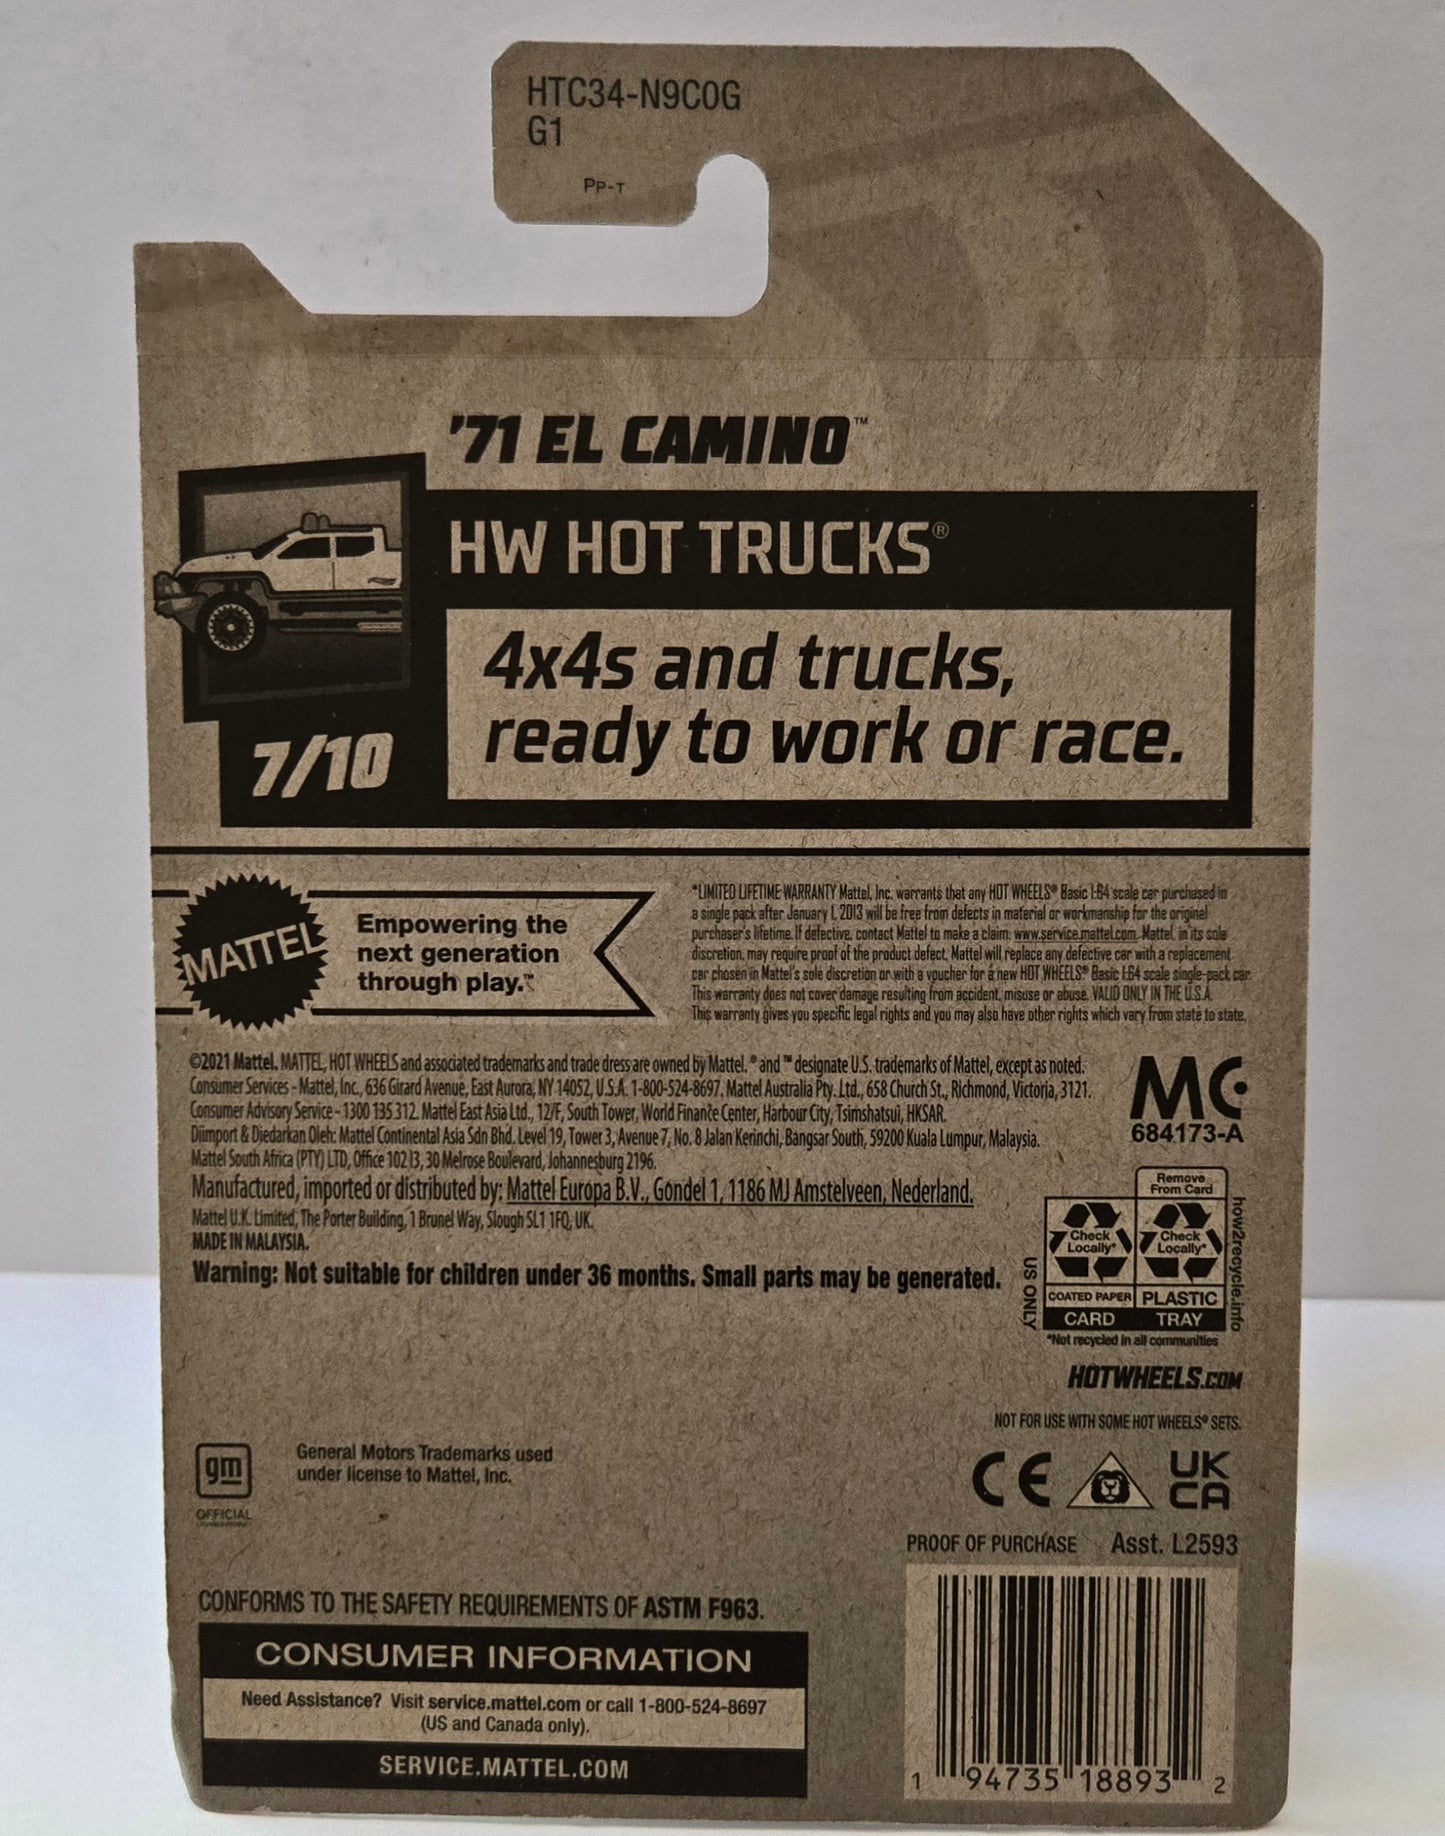 HTC34-N9C0G
G1
PP-T
'71 EL CAMINO™
HW HOT TRUCKS®
4x4s and trucks,
ready to work or race.
7/10
MATTEL
Empowering the
next generation
through play.™
*LIMITED LIFETIME WARRANTY Mattel, Inc. warrants that any HOT WHEELS® Basic 1:64 scale car purchased in
a single pack after January 1, 2013 will be free from defects in material or workmanship for the original
purchaser's lifetime. If defective, contact Mattel to make a claim: www.service.mattel.com. Mattel, in its sole
discretion, may require proof of the product defect. Mattel will replace any defective car with a replacement
car chosen in Mattel's sole discretion or with a voucher for a new HOT WHEELS® Basic 1:64 scale single-pack car.
This warranty does not cover damage resulting from accident, misuse or abuse. VALID ONLY IN THE U.S.A.
This warranty gives you specific legal rights and you may also have other rights which vary from state to state.
©2021 Mattel. MATTEL, HOT WHEELS and associated trademarks and trade dress are owned by Mattel. ® and ™ designate U.S. trademarks of Mattel, except as noted.
Consumer Services - Mattel, Inc., 636 Girard Avenue, East Aurora, NY 14052, U.S.A. 1-800-524-8697. Mattel Australia Pty. Ltd., 658 Church St., Richmond, Victoria, 3121.
Consumer Advisory Service - 1300 135 312. Mattel East Asia Ltd., 12/F, South Tower, World Finance Center, Harbour City, Tsimshatsui, HKSAR.
Diimport & Diedarkan Oleh: Mattel Continental Asia Sdn Bhd. Level 19, Tower 3, Avenue 7, No. 8 Jalan Kerinchi, Bangsar South, 59200 Kuala Lumpur, Malaysia.
Mattel South Africa (PTY) LTD, Office 102 I3, 30 Melrose Boulevard, Johannesburg 2196.
Manufactured, imported or distributed by: Mattel Europa B.V., Gondel 1, 1186 MJ Amstelveen, Nederland.
Mattel U.K. Limited, The Porter Building, 1 Brunel Way, Slough SL1 1FQ, UK.
MADE IN MALAYSIA.
Warning: Not suitable for children under 36 months. Small parts may be generated.
MC
684173-A
Remove
From Card
Check
Locally*
Check
Locally*
COATED PAPER
PLASTIC
CARD
TRAY
US ONLY
how2recycle.info
*Not recycled in all communities
HOTWHEELS.COM
NOT FOR USE WITH SOME HOT WHEELS® SETS.
gm
OFFICIAL
General Motors Trademarks used
under license to Mattel, Inc.
CE
UK
CA
PROOF OF PURCHASE Asst. L2593
CONFORMS TO THE SAFETY REQUIREMENTS OF ASTM F963.
CONSUMER INFORMATION
Need Assistance? Visit service.mattel.com or call 1-800-524-8697
(US and Canada only).
SERVICE.MATTEL.COM
1 94735 18893 2